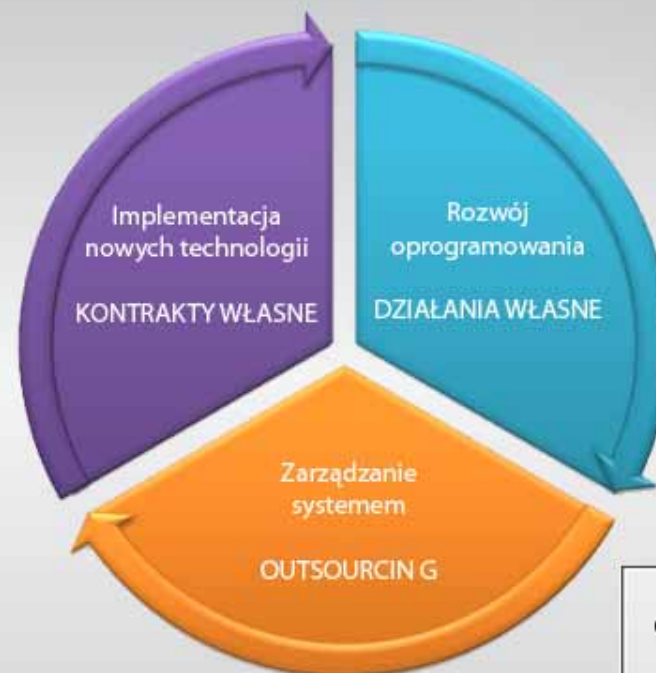 Implementacja
nowych technologii
KONTRAKTY WŁASNE
Rozwój
oprogramowania
DZIAŁANIA WŁASNE
Zarządzanie
systemem
OUTSOURCIN G